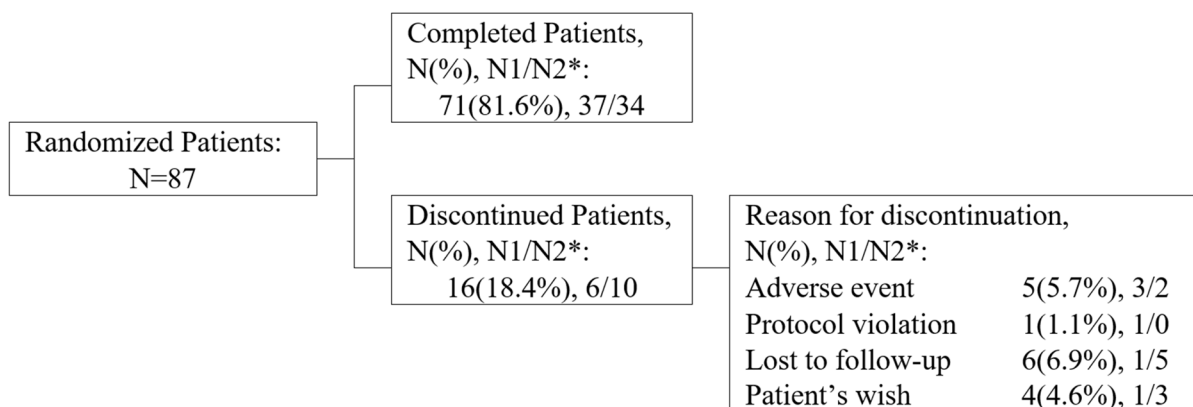 Completed Patients,
N(%), N1/N2*:
71(81.6%), 37/34
Randomized Patients:
N=87
Discontinued Patients,
N(%), N1/N2*:
16(18.4%), 6/10
Reason for discontinuation,
N(%), N1/N2*:
Adverse event 5(5.7%), 3/2
Protocol violation 1(1.1%), 1/0
Lost to follow-up 6(6.9%), 1/5
Patient’s wish 4(4.6%), 1/3